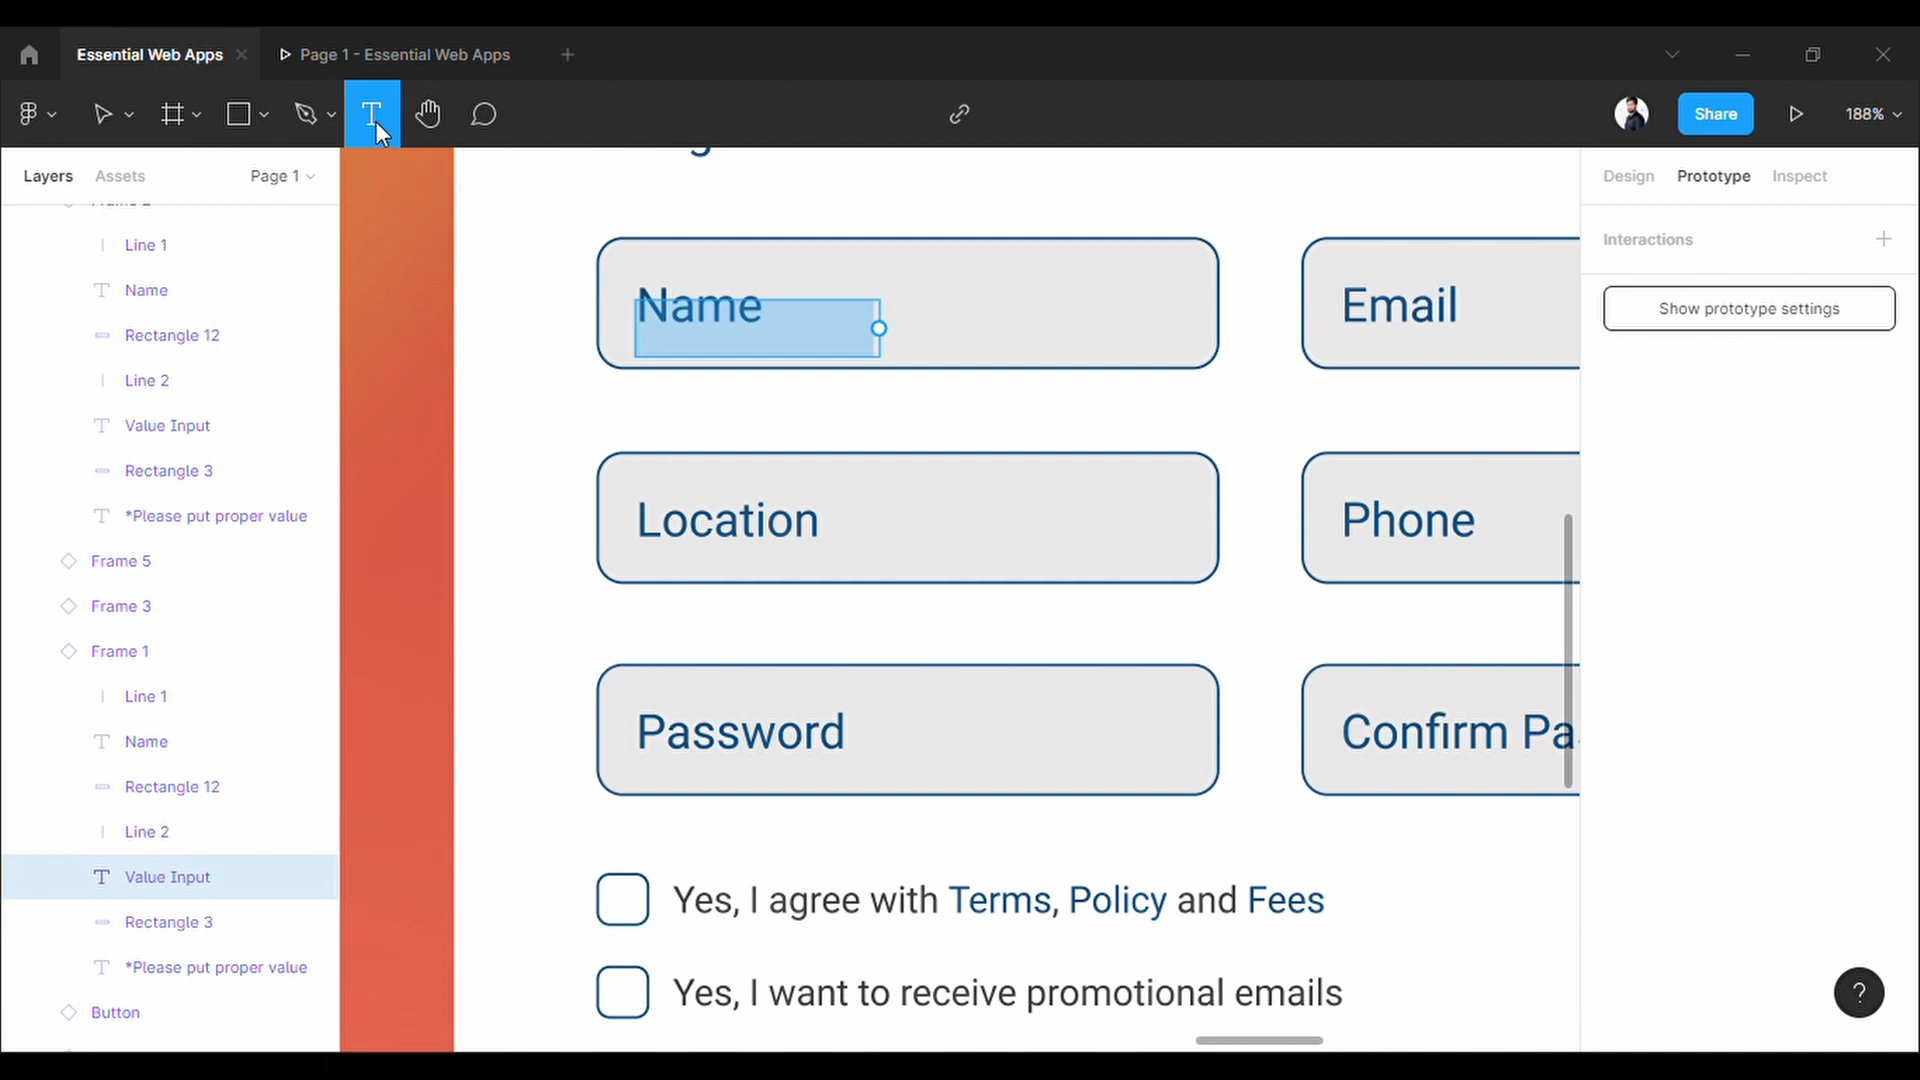 Essential Web Apps
Page 1 - Essential Web Apps
Share
188%
Layers
Assets
Page 1
Line 1
Name
Rectangle 12
Line 2
Value Input
Rectangle 3
*Please put proper value
Frame 5
Frame 3
Frame 1
Line 1
Name
Rectangle 12
Line 2
Value Input
Rectangle 3
*Please put proper value
Button
Name
Email
Location
Phone
Password
Confirm Pa
Yes, I agree with Terms, Policy and Fees
Yes, I want to receive promotional emails
Design
Prototype
Inspect
Interactions
Show prototype settings
?